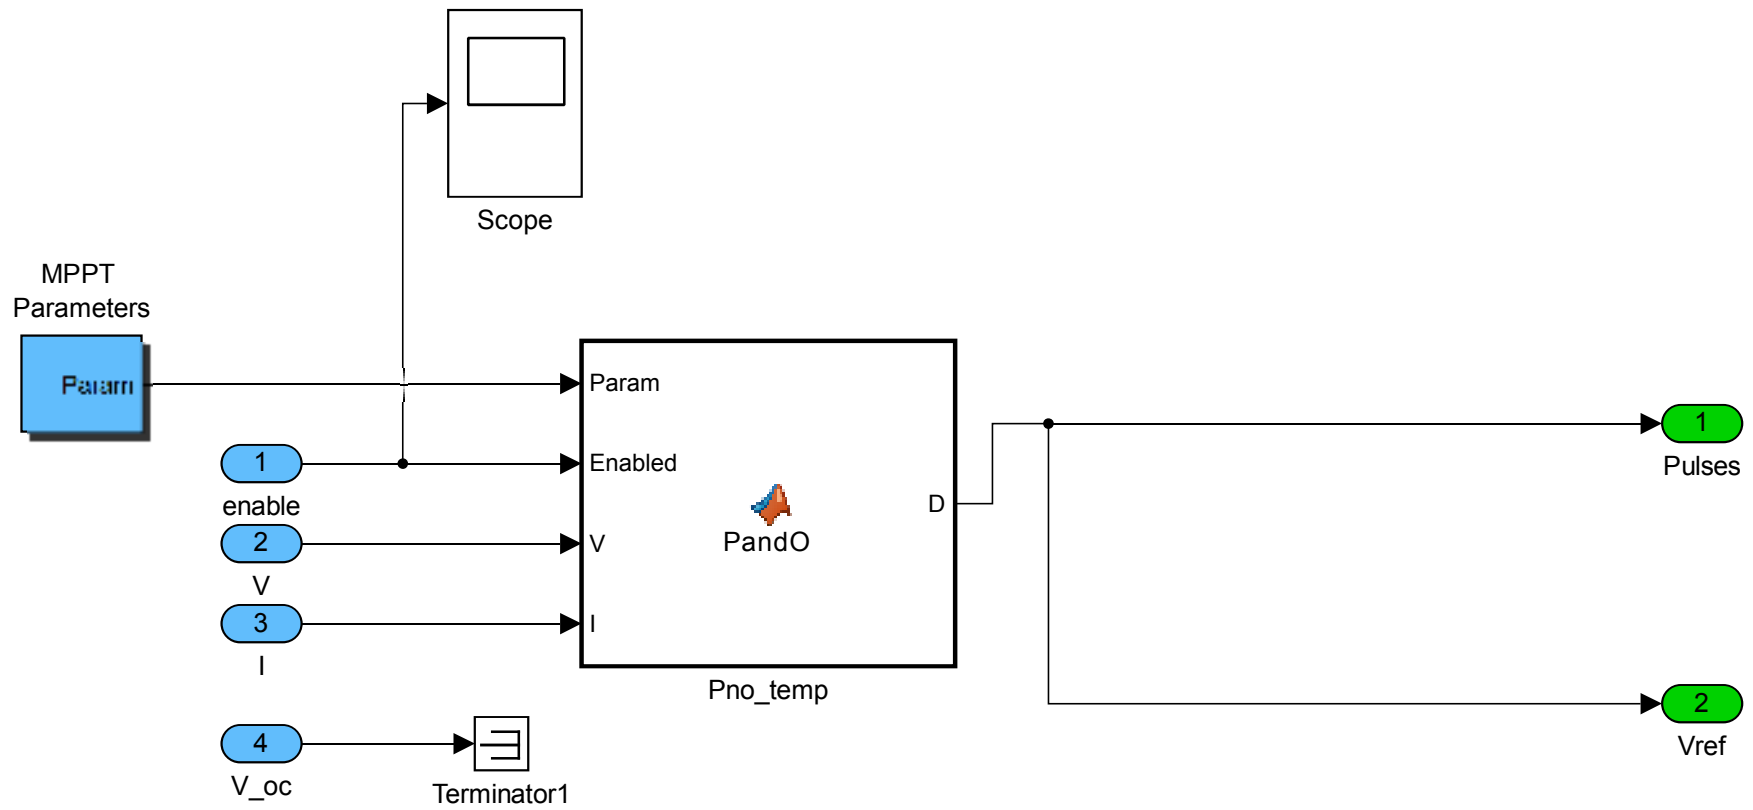 Scope
MPPT
Parameters
Param
Param
1
enable
Enabled
2
V
V
3
I
I
D
PandO
Pno_temp
1
Pulses
4
V_oc
Terminator1
2
Vref